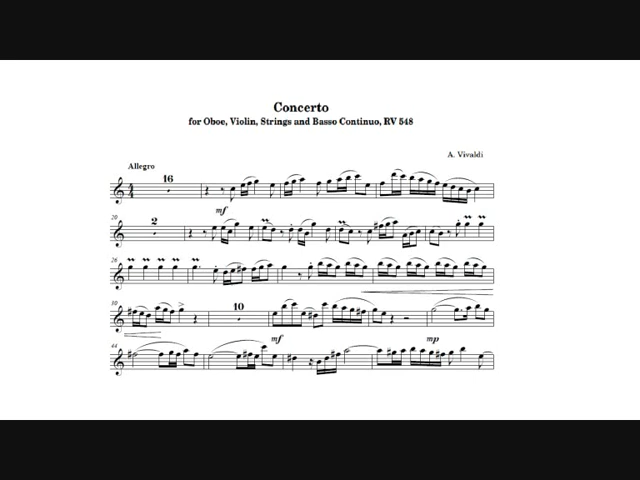 Concerto
for Oboe, Violin, Strings and Basso Continuo, RV 548
A. Vivaldi
Allegro
16
mf
20
2
26
30
10
mf
mp
44